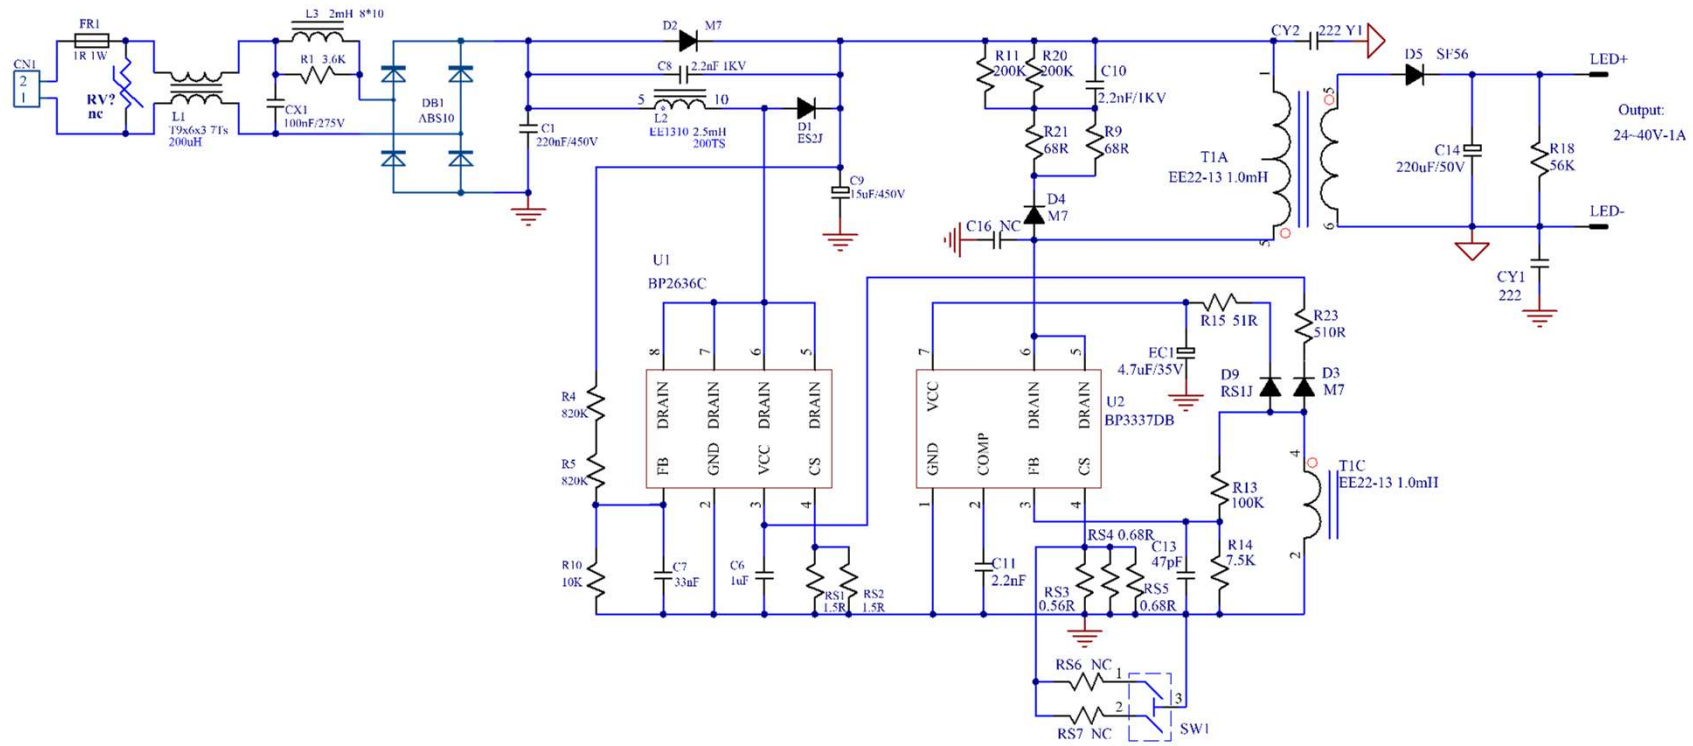 FR1
1R 1W
CN1
2
1
RV?
nc
L1
T9x6x3 7Ts
200uH
L3 2mH 8*10
R1 3.6K
CX1
100nF/275V
DB1
ABS10
D2 M7
C8 2.2nF 1KV
5 10
L2
EE1310 2.5mH
200TS
C1
220nF/450V
D1
ES2J
C9
15uF/450V
R11
200K
R20
200K
C10
2.2nF/1KV
R21
68R
R9
68R
D4
M7
C16 NC
CY2 222 Y1
1
5
T1A
EE22-13 1.0mH
5
6
D5 SF56
C14
220uF/50V
R18
56K
LED+
Output:
24~40V-1A
LED-
CY1
222
U1
BP2636C
8 7 6 5
DRAIN DRAIN DRAIN DRAIN
FB GND VCC CS
2 3 4
R4
820K
R5
820K
R10
10K
C7
33nF
C6
1uF
RS1
1.5R
RS2
1.5R
7 6 5
VCC DRAIN DRAIN
GND COMP FB CS
1 2 3 4
U2
BP3337DB
R15 51R
EC1
4.7uF/35V
R23
510R
D9
RS1J
D3
M7
4
T1C
EE22-13 1.0mH
2
R13
100K
RS4 0.68R
C13
47pF
R14
7.5K
C11
2.2nF
RS3
0.56R
RS5
0.68R
RS6 NC
1
2
3
RS7 NC
SW1